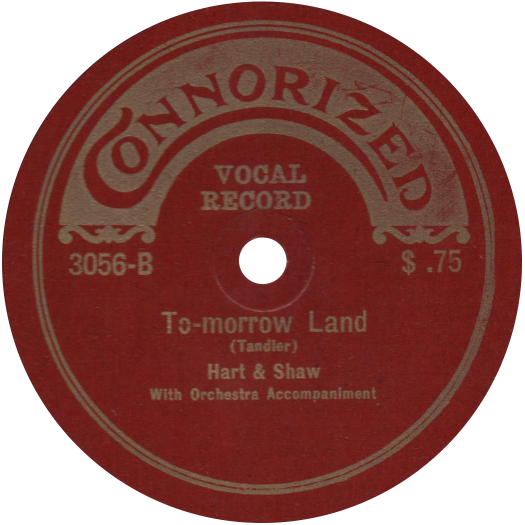 CONNORIZED
VOCAL
RECORD
3056-B
$ .75
To-morrow Land
(Tandler)
Hart & Shaw
With Orchestra Accompaniment